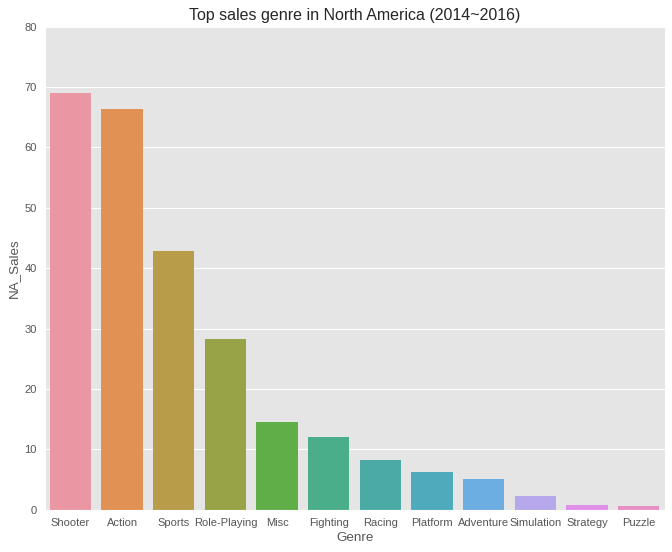 Top sales genre in North America (2014~2016)
80
70
60
50
40
30
20
10
0
NA_Sales
Shooter Action Sports Role-Playing Misc Fighting Racing Platform Adventure Simulation Strategy Puzzle
Genre